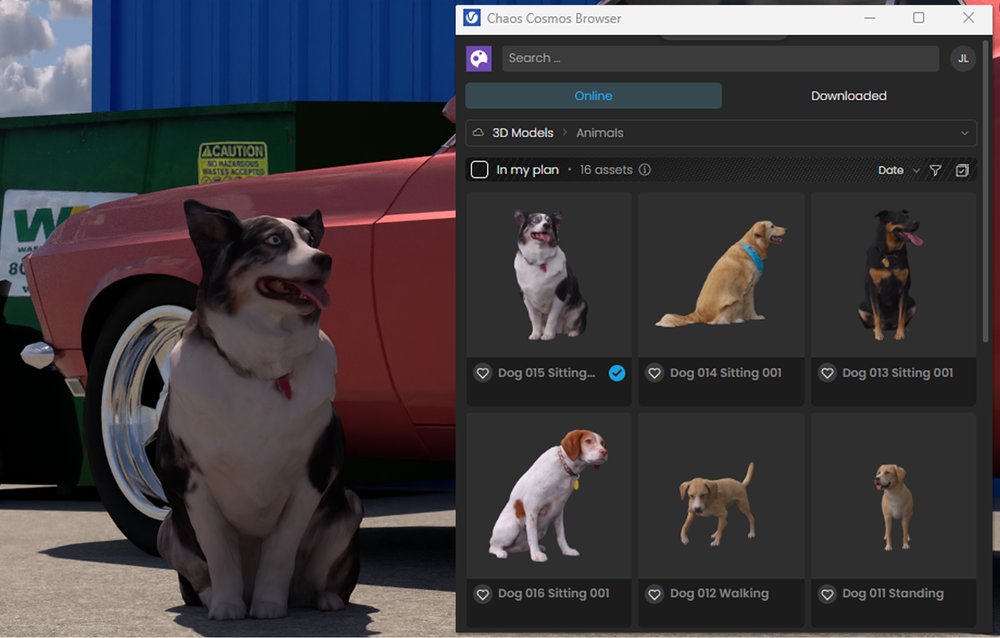 Chaos Cosmos Browser
Search ...
JL
Online
Downloaded
3D Models > Animals
In my plan • 16 assets
Date
Dog 015 Sitting...
Dog 014 Sitting 001
Dog 013 Sitting 001
Dog 016 Sitting 001
Dog 012 Walking
Dog 011 Standing
CAUTION
NO HAZARDOUS
WASTES ACCEPTED
W
80